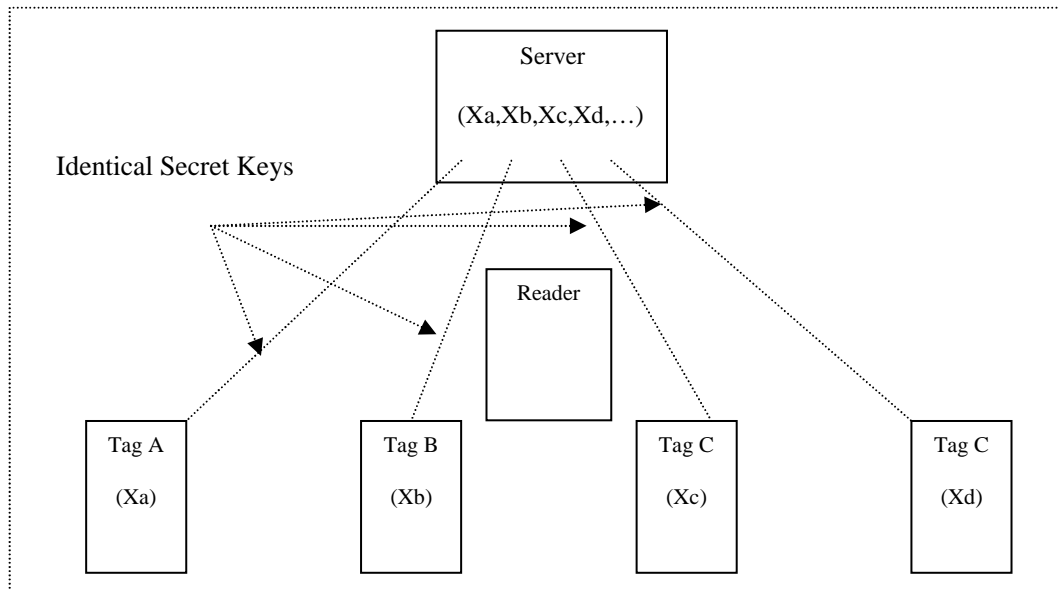 Server
(Xa,Xb,Xc,Xd,…)
Identical Secret Keys
Reader
Tag A
(Xa)
Tag B
(Xb)
Tag C
(Xc)
Tag C
(Xd)